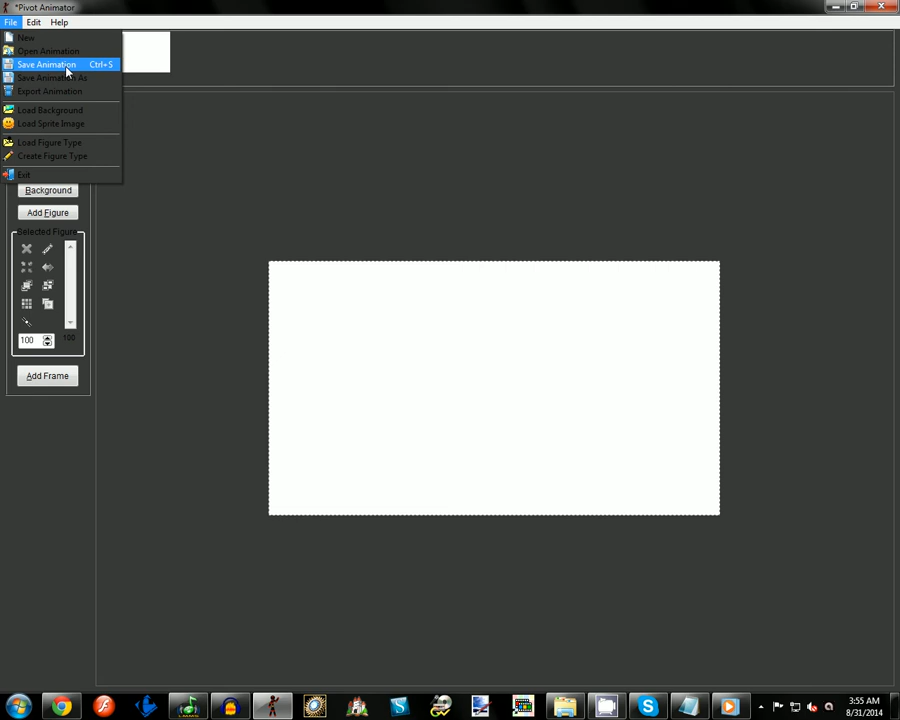 *Pivot Animator
File Edit Help
New
Open Animation
Save Animation Ctrl+S
Save Animation As
Export Animation
Load Background
Load Sprite Image
Load Figure Type
Create Figure Type
Exit
Background
Add Figure
Selected Figure
100 100
Add Frame
3:55 AM
8/31/2014